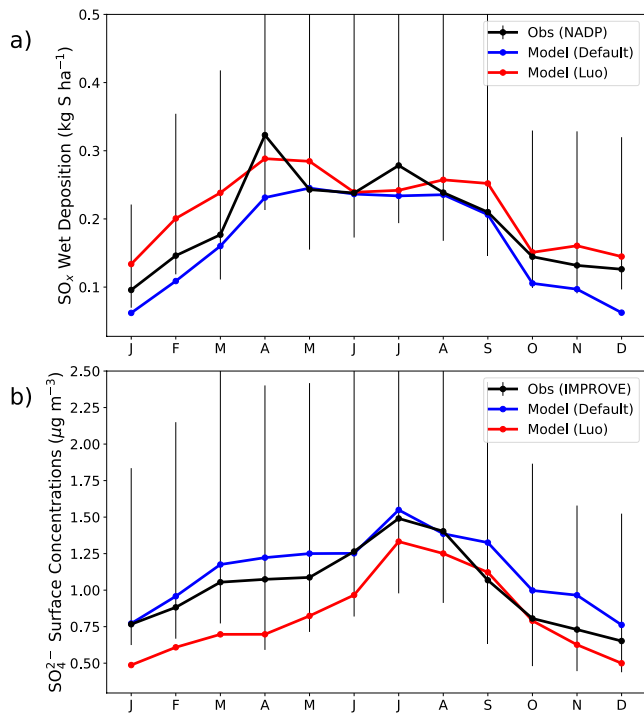 a)
SOₓ Wet Deposition (kg S ha⁻¹)
0.5
0.4
0.3
0.2
0.1
Obs (NADP)
Model (Default)
Model (Luo)
J F M A M J J A S O N D
b)
SO₄²⁻ Surface Concentrations (μg m⁻³)
2.50
2.25
2.00
1.75
1.50
1.25
1.00
0.75
0.50
Obs (IMPROVE)
Model (Default)
Model (Luo)
J F M A M J J A S O N D